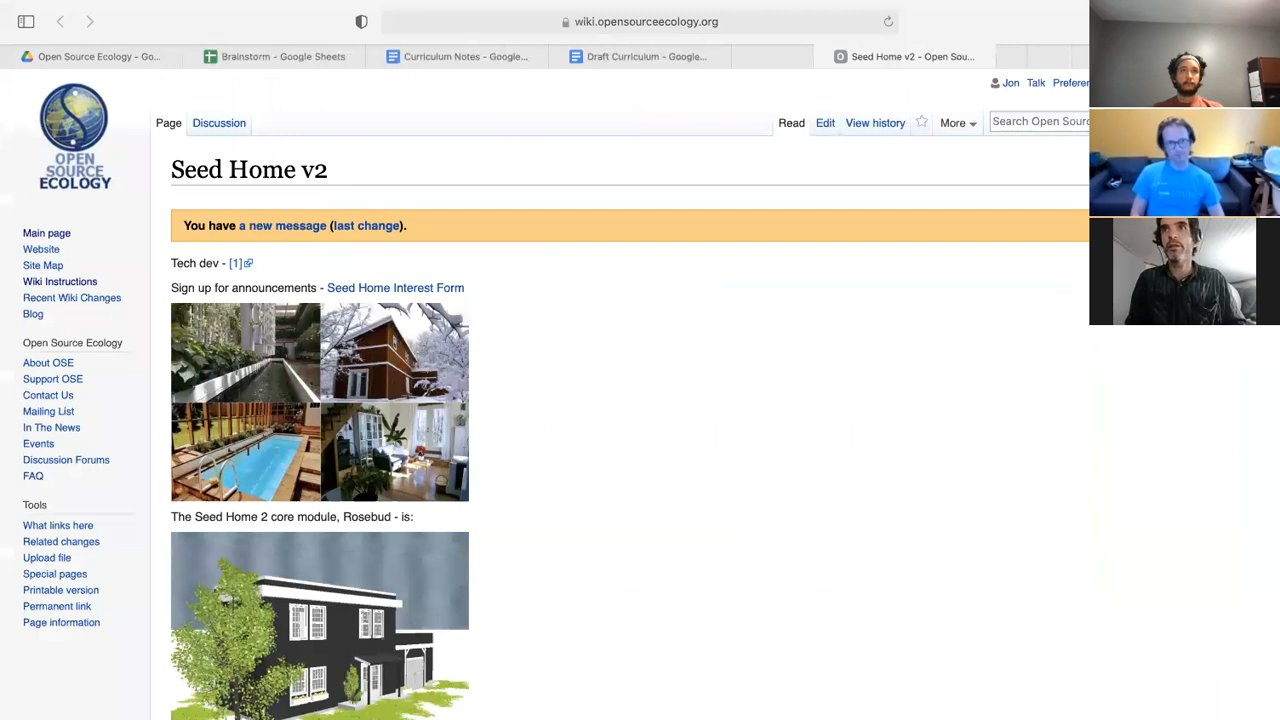 wiki.opensourceecology.org
Open Source Ecology - Go...
Brainstorm - Google Sheets
Curriculum Notes - Google...
Draft Curriculum - Google...
Seed Home v2 - Open Sou...
Jon Talk Preferen
Page Discussion Read Edit View history More Search Open Sourc
OPEN
SOURCE
ECOLOGY
Seed Home v2
You have a new message (last change).
Main page
Website
Site Map
Wiki Instructions
Recent Wiki Changes
Blog
Tech dev - [1]
Sign up for announcements - Seed Home Interest Form
Open Source Ecology
About OSE
Support OSE
Contact Us
Mailing List
In The News
Events
Discussion Forums
FAQ
The Seed Home 2 core module, Rosebud - is:
Tools
What links here
Related changes
Upload file
Special pages
Printable version
Permanent link
Page information